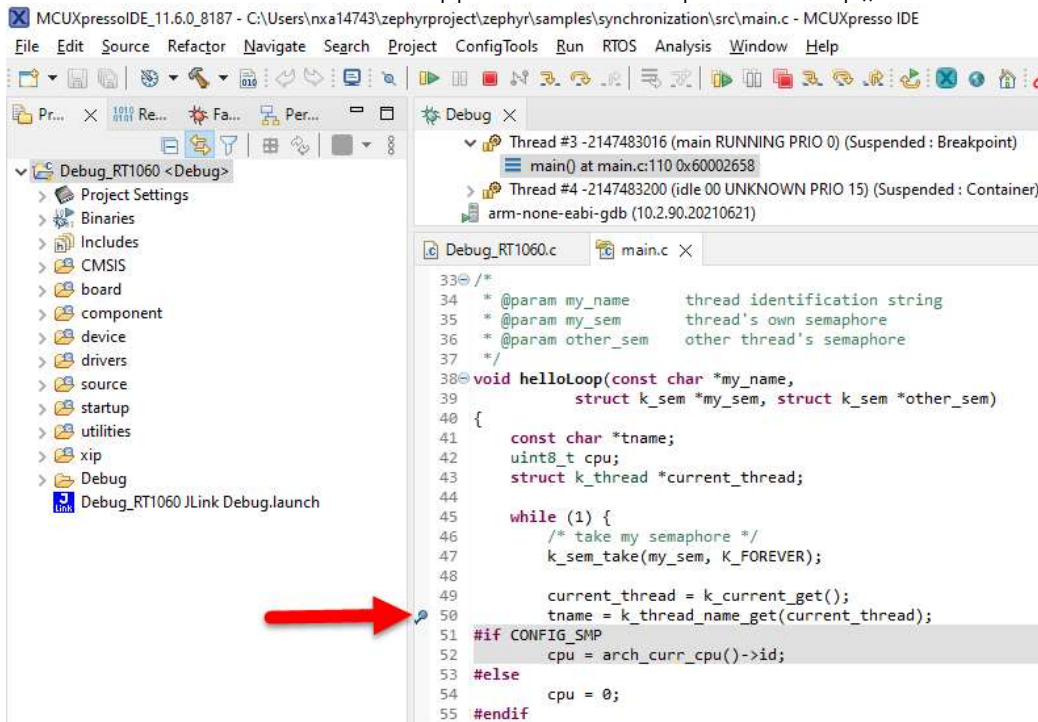 MCUXpressoIDE_11.6.0_8187 - C:\Users\nxa14743\zephyrproject\zephyr\samples\synchronization\src\main.c - MCUXpresso IDE
File Edit Source Refactor Navigate Search Project ConfigTools Run RTOS Analysis Window Help
Pr... Re... Fa... Per...
Debug_RT1060 <Debug>
Project Settings
Binaries
Includes
CMSIS
board
component
device
drivers
source
startup
utilities
xip
Debug
Debug_RT1060 JLink Debug.launch
Debug
Thread #3 -2147483016 (main RUNNING PRIO 0) (Suspended : Breakpoint)
main() at main.c:110 0x60002658
Thread #4 -2147483200 (idle 00 UNKNOWN PRIO 15) (Suspended : Container)
arm-none-eabi-gdb (10.2.90.20210621)
Debug_RT1060.c main.c
33 /*
34 * @param my_name thread identification string
35 * @param my_sem thread's own semaphore
36 * @param other_sem other thread's semaphore
37 */
38 void helloLoop(const char *my_name,
39 struct k_sem *my_sem, struct k_sem *other_sem)
40 {
41 const char *tname;
42 uint8_t cpu;
43 struct k_thread *current_thread;
44
45 while (1) {
46 /* take my semaphore */
47 k_sem_take(my_sem, K_FOREVER);
48
49 current_thread = k_current_get();
50 tname = k_thread_name_get(current_thread);
51 #if CONFIG_SMP
52 cpu = arch_curr_cpu()->id;
53 #else
54 cpu = 0;
55 #endif